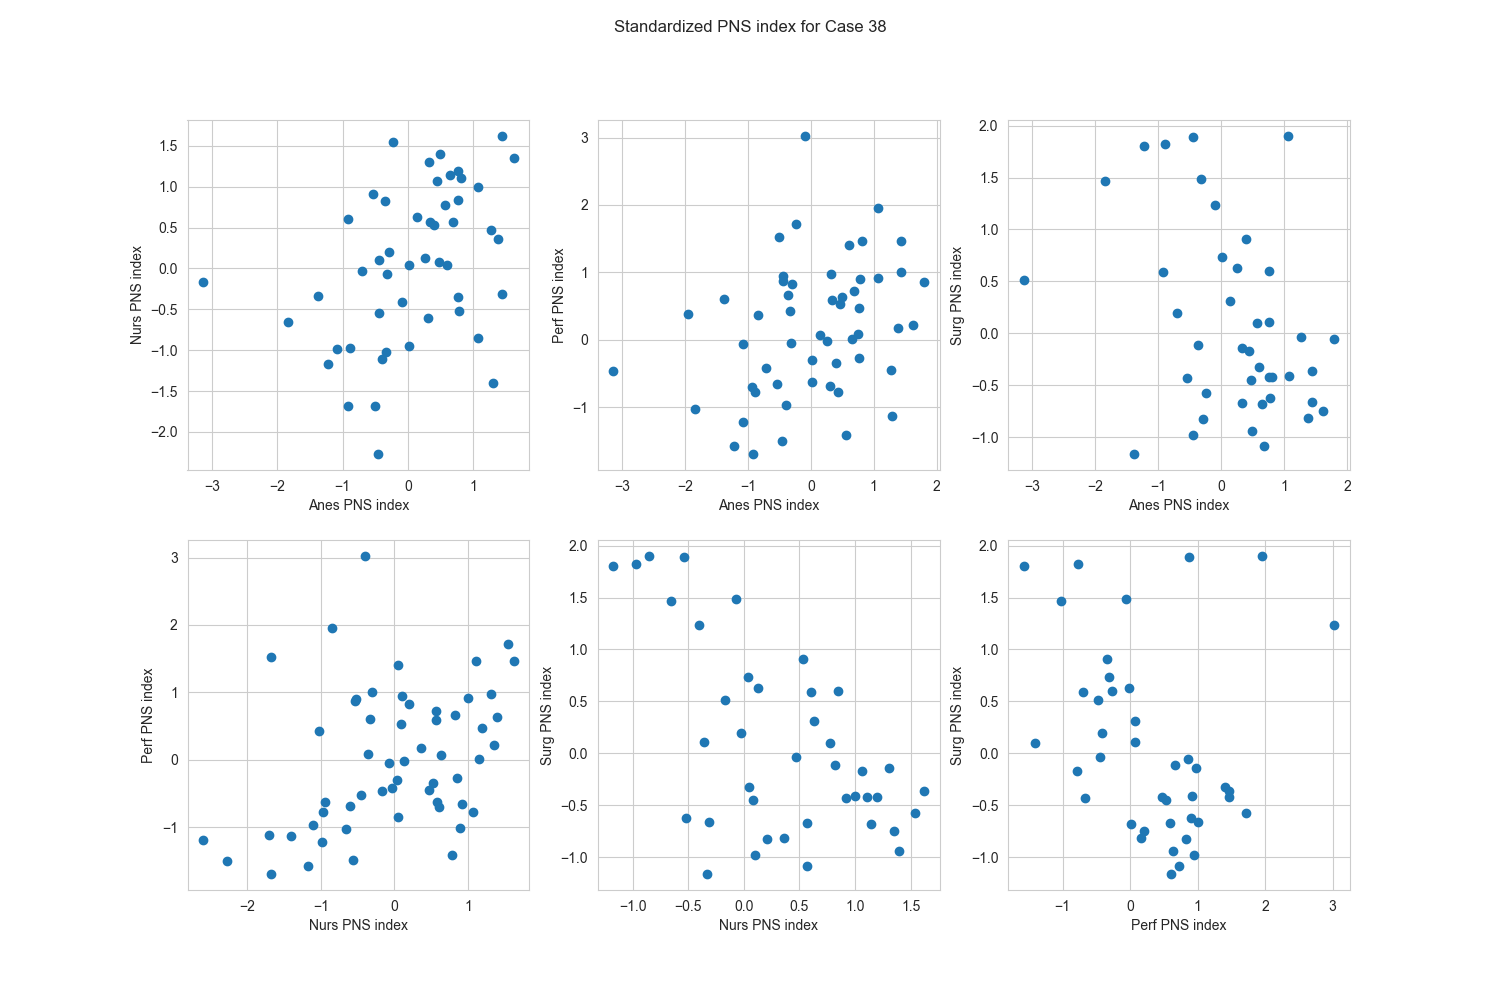 Standardized PNS index for Case 38
1.5
1.0
0.5
0.0
−0.5
−1.0
−1.5
−2.0
Nurs PNS index
−3 −2 −1 0 1
Anes PNS index
3
2
1
0
−1
Perf PNS index
−3 −2 −1 0 1 2
Anes PNS index
2.0
1.5
1.0
0.5
0.0
−0.5
−1.0
Surg PNS index
−3 −2 −1 0 1 2
Anes PNS index
3
2
1
0
−1
Perf PNS index
−2 −1 0 1
Nurs PNS index
2.0
1.5
1.0
0.5
0.0
−0.5
−1.0
Surg PNS index
−1.0 −0.5 0.0 0.5 1.0 1.5
Nurs PNS index
2.0
1.5
1.0
0.5
0.0
−0.5
−1.0
Surg PNS index
−1 0 1 2 3
Perf PNS index